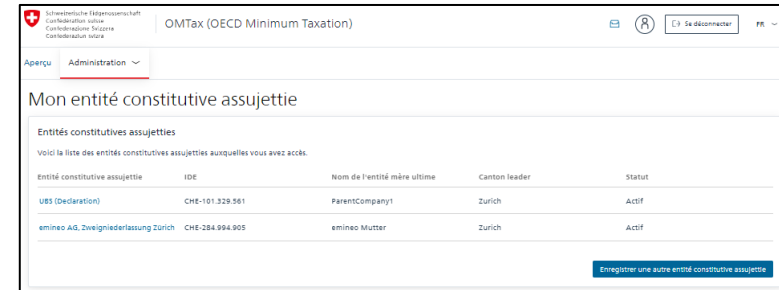 Schweizerische Eidgenossenschaft
Confédération suisse
Confederazione Svizzera
Confederaziun svizra
OMTax (OECD Minimum Taxation)
Se déconnecter
FR
Aperçu
Administration
Mon entité constitutive assujettie
Entités constitutives assujetties
Voici la liste des entités constitutives assujetties auxquelles vous avez accès.
Entité constitutive assujettie IDE Nom de l'entité mère ultime Canton leader Statut
UBS (Declaration) CHE-101.329.561 ParentCompany1 Zurich Actif
emineo AG, Zweigniederlassung Zürich CHE-284.994.905 emineo Mutter Zurich Actif
Enregistrer une autre entité constitutive assujettie